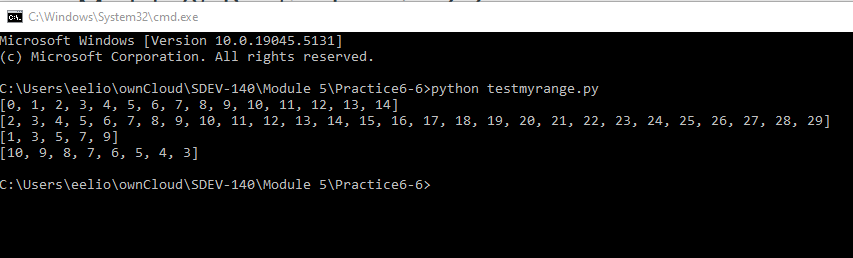 C:\Windows\System32\cmd.exe
Microsoft Windows [Version 10.0.19045.5131]
(c) Microsoft Corporation. All rights reserved.
C:\Users\eelio\ownCloud\SDEV-140\Module 5\Practice6-6>python testmyrange.py
[0, 1, 2, 3, 4, 5, 6, 7, 8, 9, 10, 11, 12, 13, 14]
[2, 3, 4, 5, 6, 7, 8, 9, 10, 11, 12, 13, 14, 15, 16, 17, 18, 19, 20, 21, 22, 23, 24, 25, 26, 27, 28, 29]
[1, 3, 5, 7, 9]
[10, 9, 8, 7, 6, 5, 4, 3]
C:\Users\eelio\ownCloud\SDEV-140\Module 5\Practice6-6>